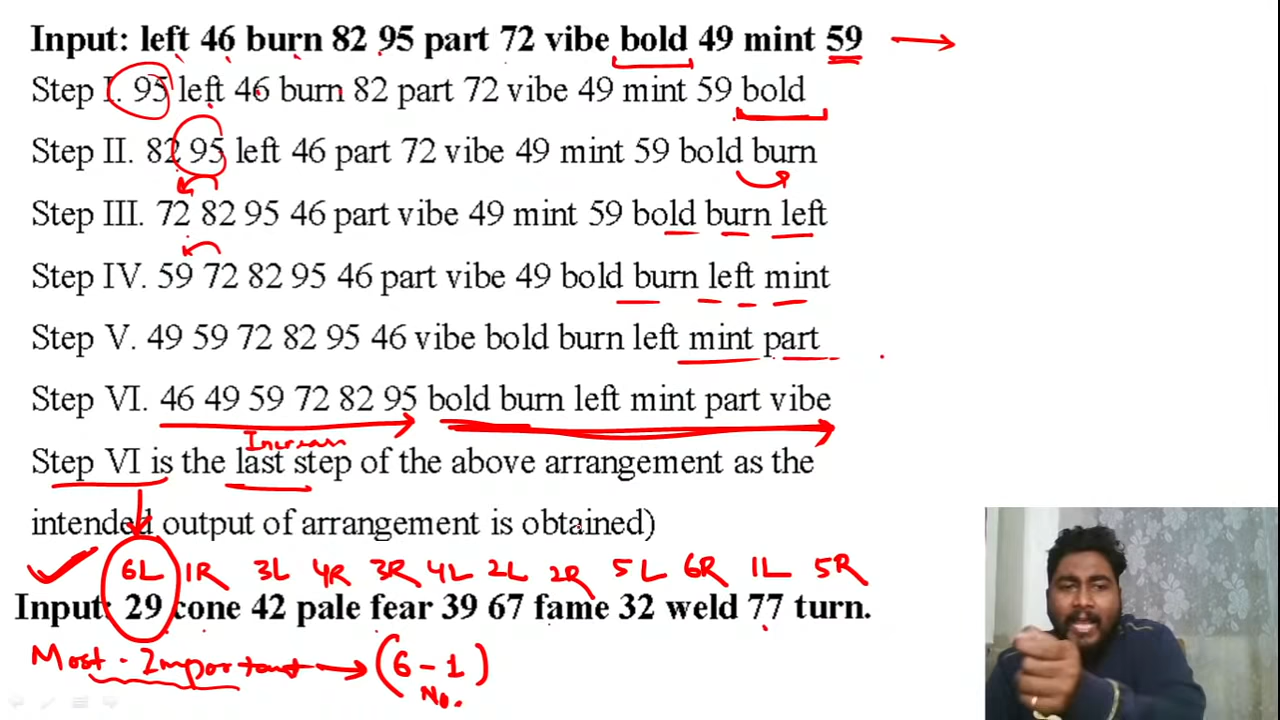 Input: left 46 burn 82 95 part 72 vibe bold 49 mint 59
Step I. 95 left 46 burn 82 part 72 vibe 49 mint 59 bold
Step II. 82 95 left 46 part 72 vibe 49 mint 59 bold burn
Step III. 72 82 95 46 part vibe 49 mint 59 bold burn left
Step IV. 59 72 82 95 46 part vibe 49 bold burn left mint
Step V. 49 59 72 82 95 46 vibe bold burn left mint part
Step VI. 46 49 59 72 82 95 bold burn left mint part vibe
Increasm
Step VI is the last step of the above arrangement as the
intended output of arrangement is obtained)
6L 1R 3L 4R 3R 4L 2L 2R 5L 6R 1L 5R
Input: 29 cone 42 pale fear 39 67 fame 32 weld 77 turn.
Most - Important (6-1)
No.